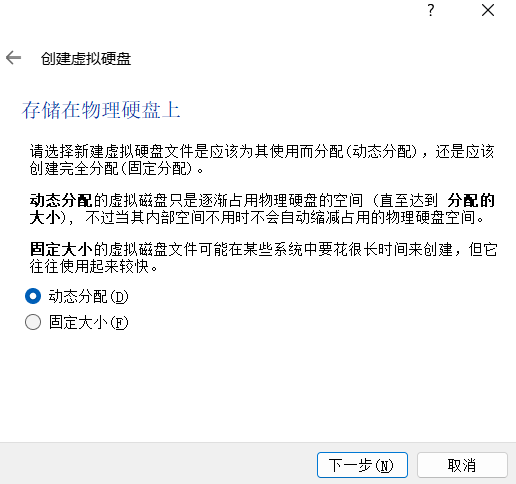 ?
创建虚拟硬盘
存储在物理硬盘上
请选择新建虚拟硬盘文件是应该为其使用而分配(动态分配)，还是应该
创建完全分配(固定分配)。
动态分配的虚拟磁盘只是逐渐占用物理硬盘的空间（直至达到 分配的
大小），不过当其内部空间不用时不会自动缩减占用的物理硬盘空间。
固定大小的虚拟磁盘文件可能在某些系统中要花很长时间来创建，但它
往往使用起来较快。
动态分配(D)
固定大小(F)
下一步(N)
取消